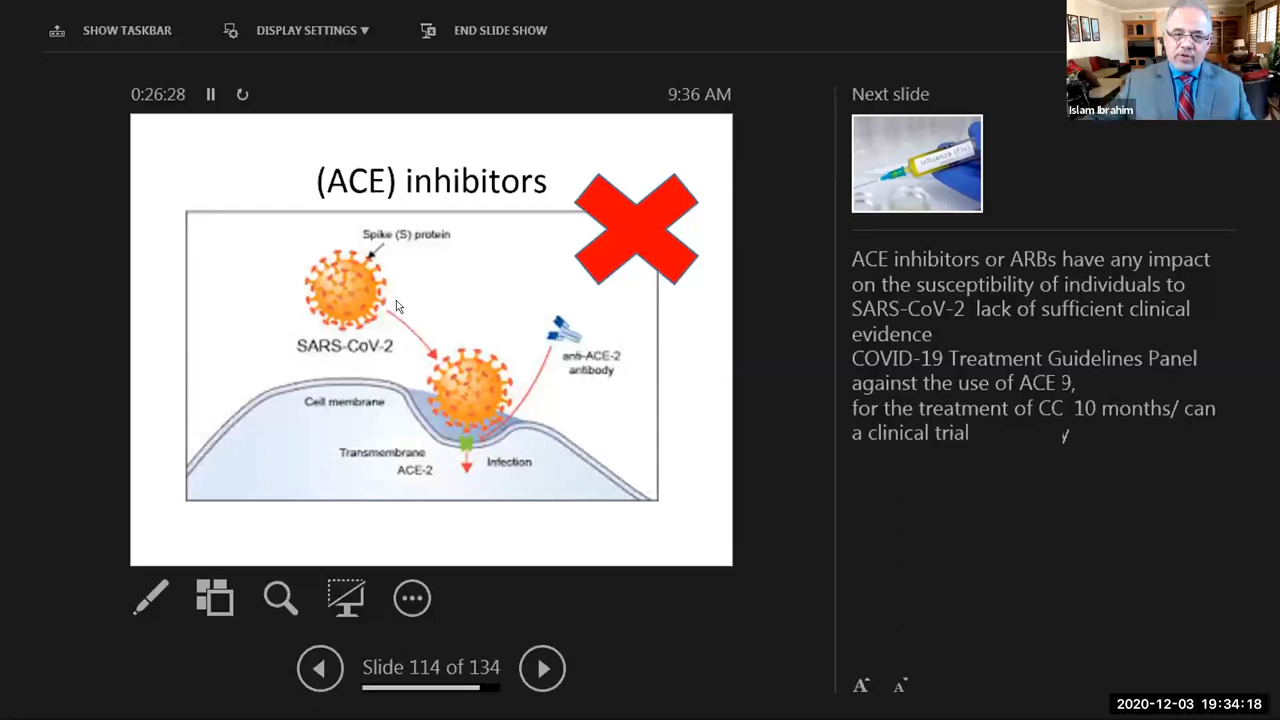 SHOW TASKBAR DISPLAY SETTINGS END SLIDE SHOW
Islam Ibrahim
0:26:28 9:36 AM
Next slide
Influenza (Flu)
(ACE) inhibitors
Spike (S) protein
SARS-CoV-2
anti-ACE-2
antibody
Cell membrane
Transmembrane
ACE-2
Infection
ACE inhibitors or ARBs have any impact
on the susceptibility of individuals to
SARS-CoV-2 lack of sufficient clinical
evidence
COVID-19 Treatment Guidelines Panel
against the use of ACE 9,
for the treatment of CC 10 months/ can
a clinical trial y
Slide 114 of 134
A A
2020-12-03 19:34:18